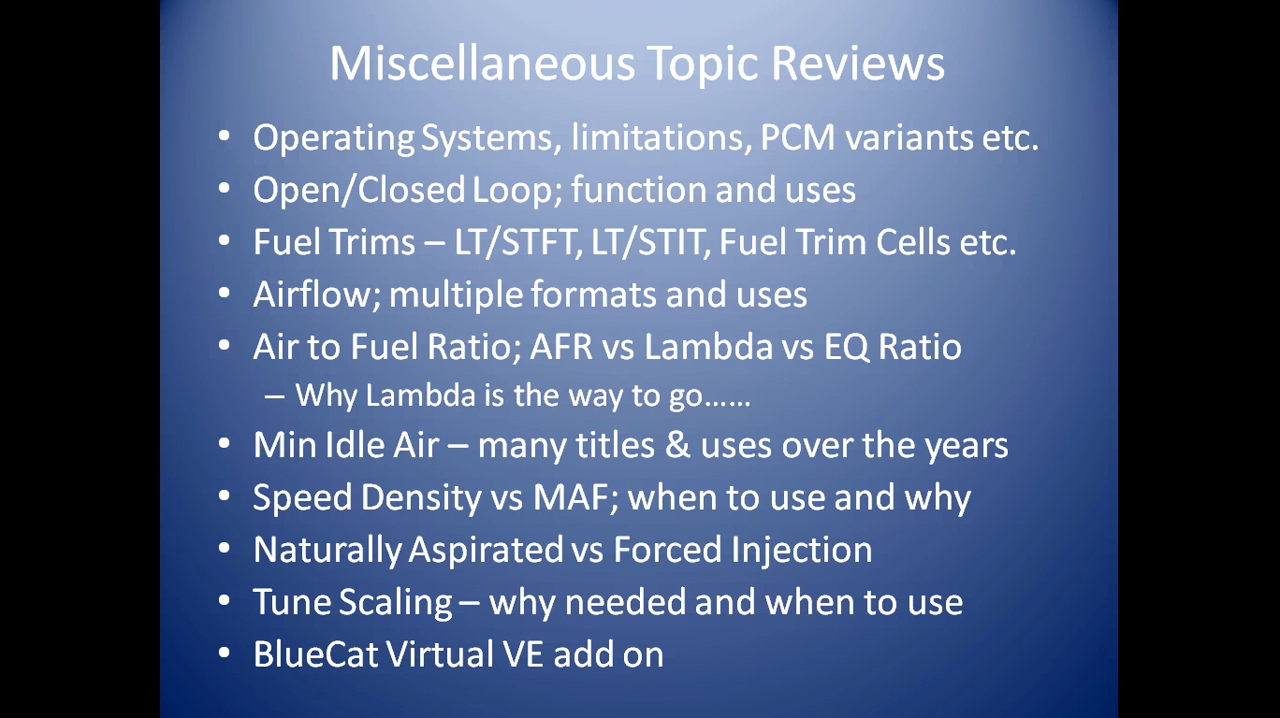 Miscellaneous Topic Reviews
• Operating Systems, limitations, PCM variants etc.
• Open/Closed Loop; function and uses
• Fuel Trims – LT/STFT, LT/STIT, Fuel Trim Cells etc.
• Airflow; multiple formats and uses
• Air to Fuel Ratio; AFR vs Lambda vs EQ Ratio
– Why Lambda is the way to go……
• Min Idle Air – many titles & uses over the years
• Speed Density vs MAF; when to use and why
• Naturally Aspirated vs Forced Injection
• Tune Scaling – why needed and when to use
• BlueCat Virtual VE add on